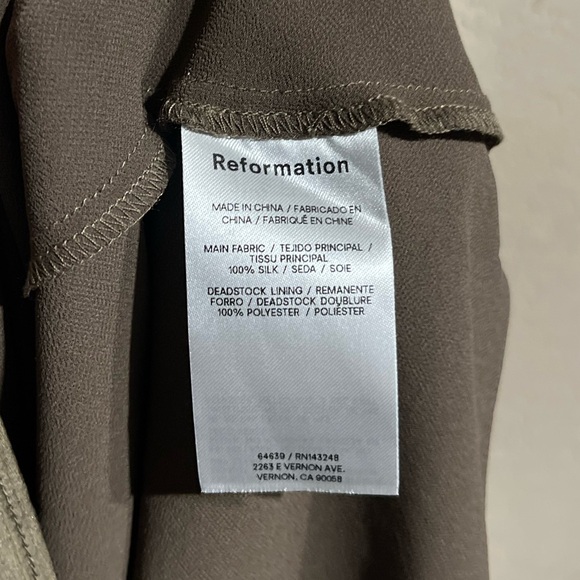 Reformation
MADE IN CHINA / FABRICADO EN
CHINA / FABRIQUÉ EN CHINE
MAIN FABRIC / TEJIDO PRINCIPAL /
TISSU PRINCIPAL
100% SILK / SEDA / SOIE
DEADSTOCK LINING / REMANENTE
FORRO / DEADSTOCK DOUBLURE
100% POLYESTER / POLIÉSTER
64639 / RN143248
2263 E VERNON AVE.
VERNON, CA 90058